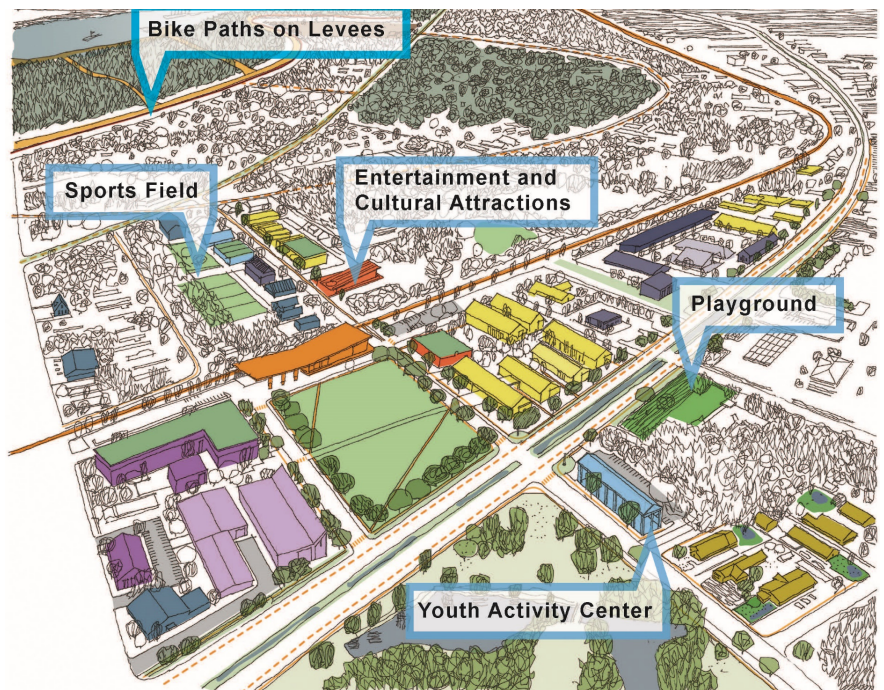 Bike Paths on Levees
Sports Field
Entertainment and
Cultural Attractions
Playground
Youth Activity Center